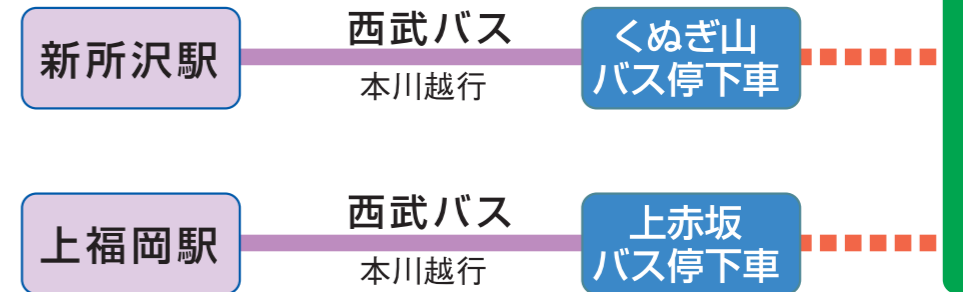 新所沢駅
西武バス
本川越行
くぬぎ山
バス停下車
上福岡駅
西武バス
本川越行
上赤坂
バス停下車